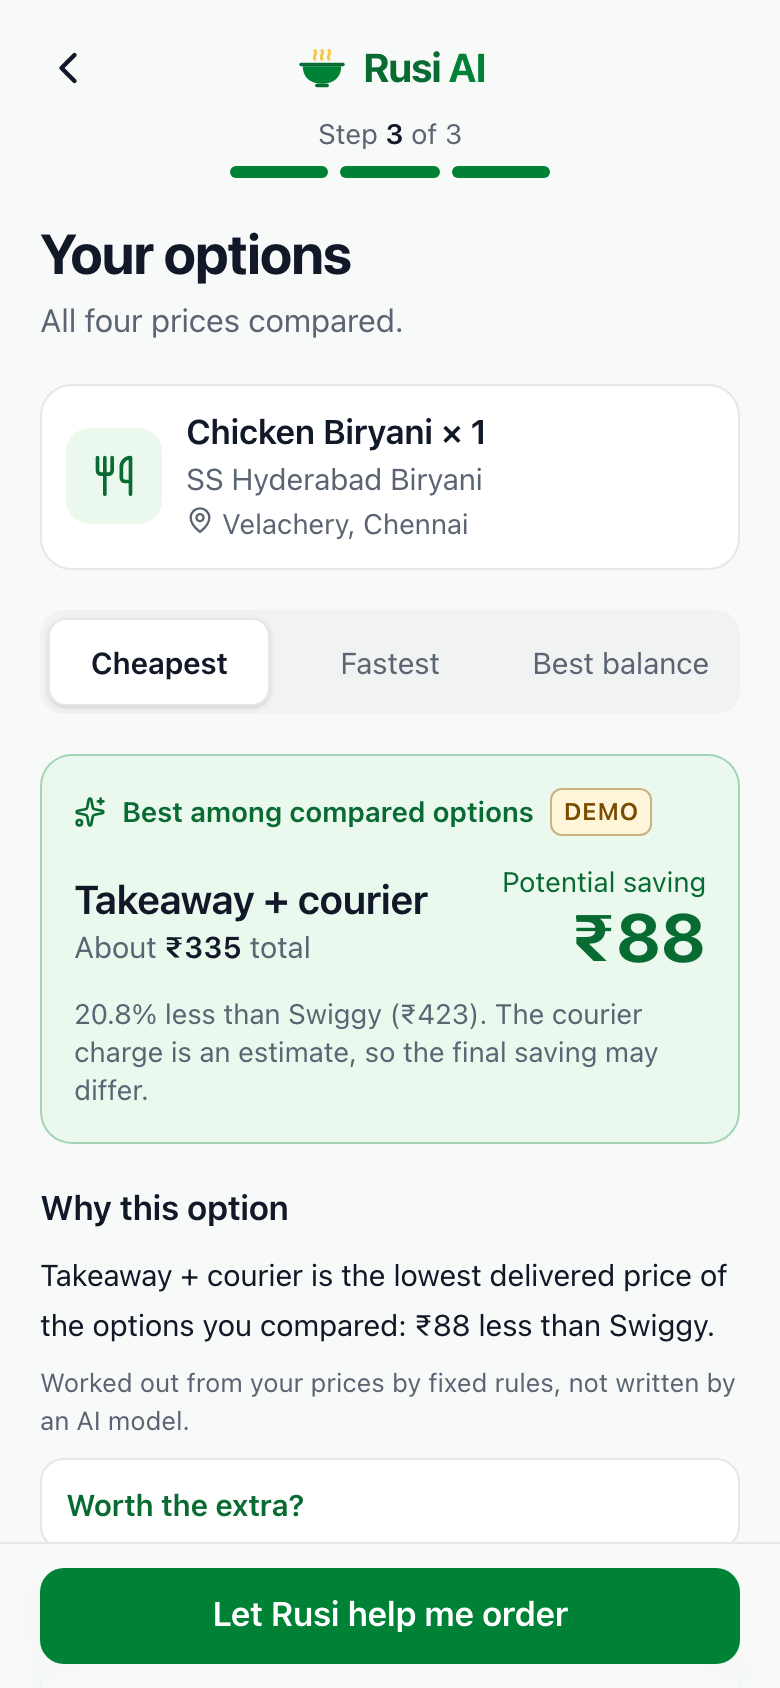 Rusi AI
Step 3 of 3
Your options
All four prices compared.
Chicken Biryani × 1
SS Hyderabad Biryani
Velachery, Chennai
Cheapest
Fastest
Best balance
Best among compared options
DEMO
Takeaway + courier
About ₹335 total
Potential saving
₹88
20.8% less than Swiggy (₹423). The courier
charge is an estimate, so the final saving may
differ.
Why this option
Takeaway + courier is the lowest delivered price of
the options you compared: ₹88 less than Swiggy.
Worked out from your prices by fixed rules, not written by
an AI model.
Worth the extra?
Let Rusi help me order